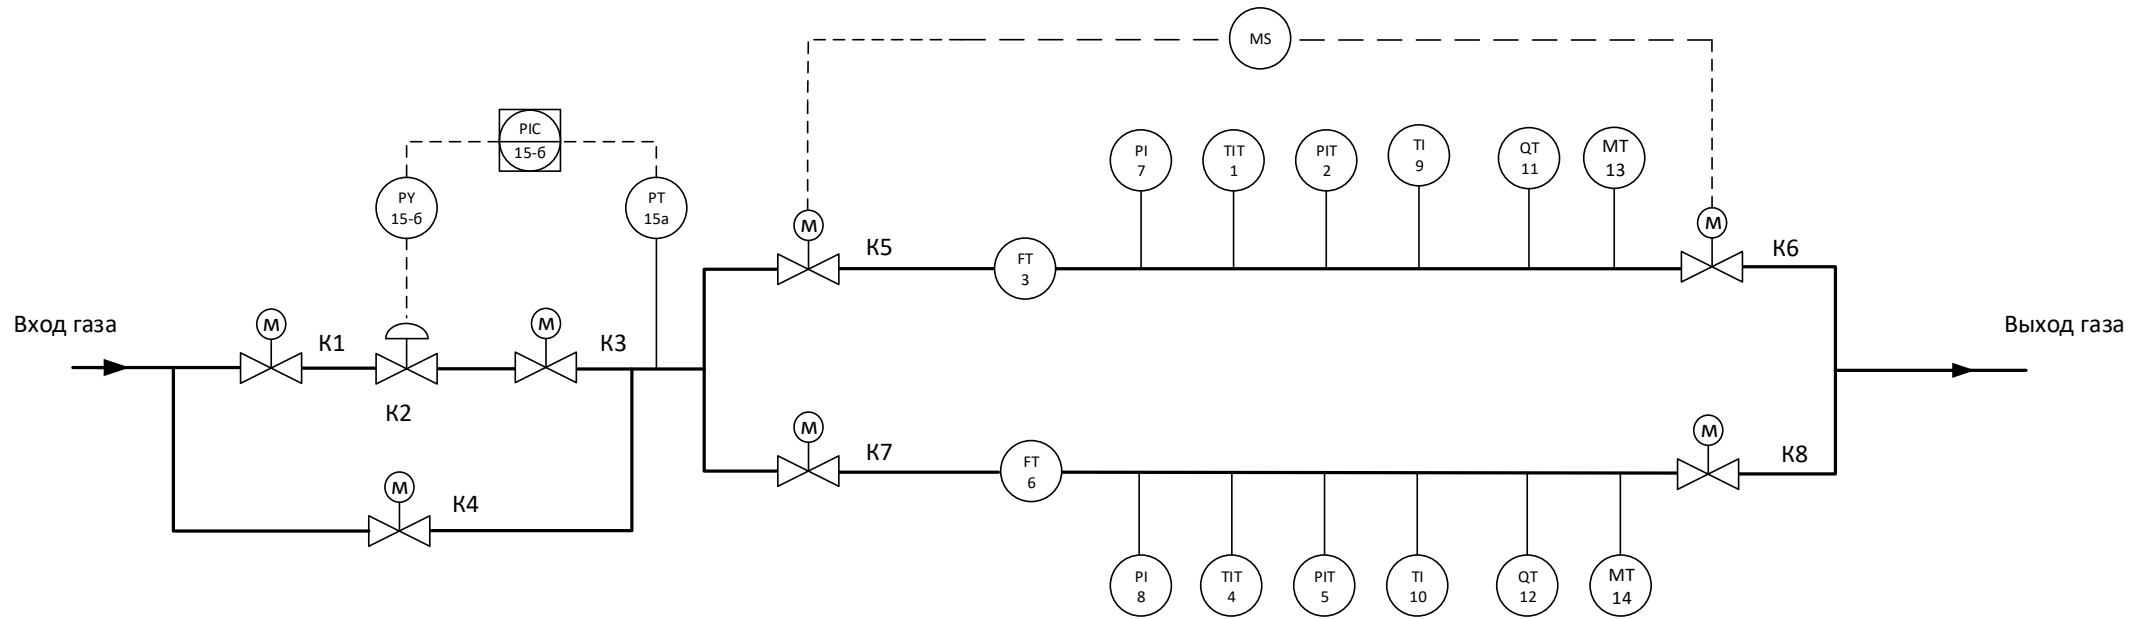 MS
PIC
15-б
PY
15-б
PT
15а
PI
7
TIT
1
PIT
2
TI
9
QT
11
MT
13
М
К5
М
К6
FT
3
Вход газа
М
К1
К2
М
К3
Выход газа
М
К4
М
К7
FT
6
М
К8
PI
8
TIT
4
PIT
5
TI
10
QT
12
MT
14